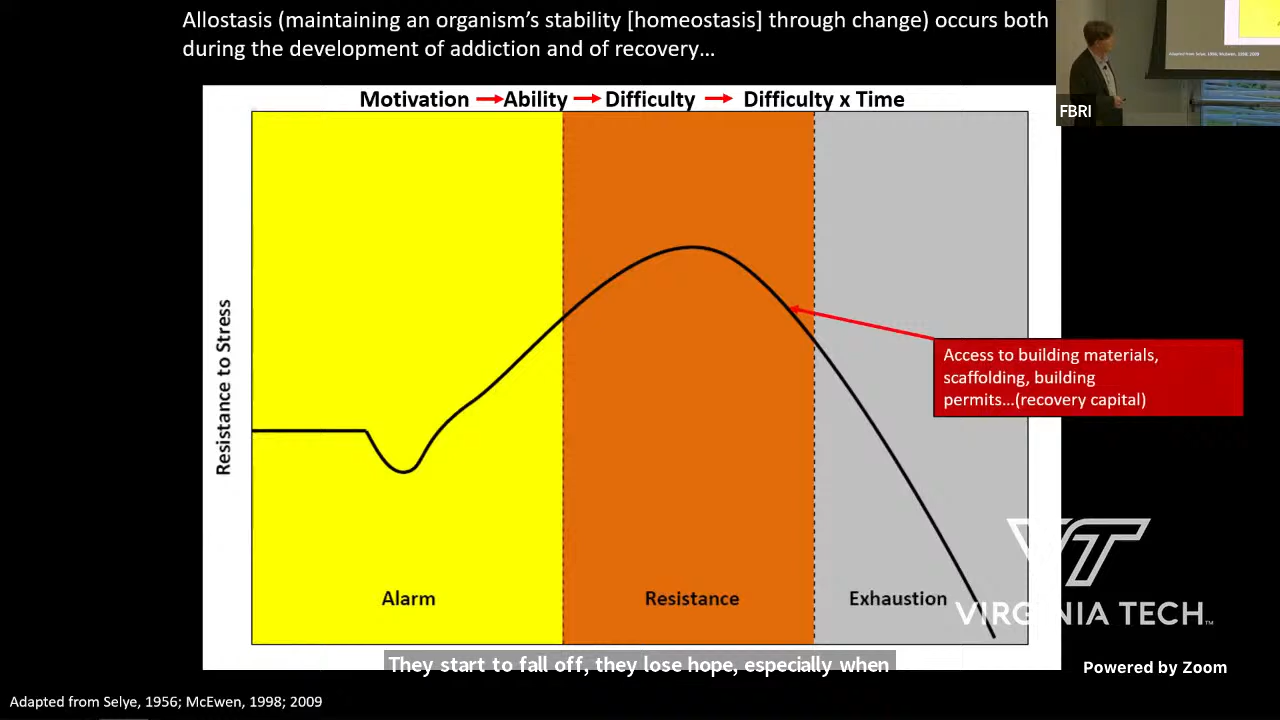 Allostasis (maintaining an organism's stability [homeostasis] through change) occurs both
during the development of addiction and of recovery…
FBRI
Motivation → Ability → Difficulty → Difficulty x Time
Resistance to Stress
Access to building materials,
scaffolding, building
permits…(recovery capital)
Alarm
Resistance
Exhaustion
VT
VIRGINIA TECH™
They start to fall off, they lose hope, especially when
Powered by Zoom
Adapted from Selye, 1956; McEwen, 1998; 2009